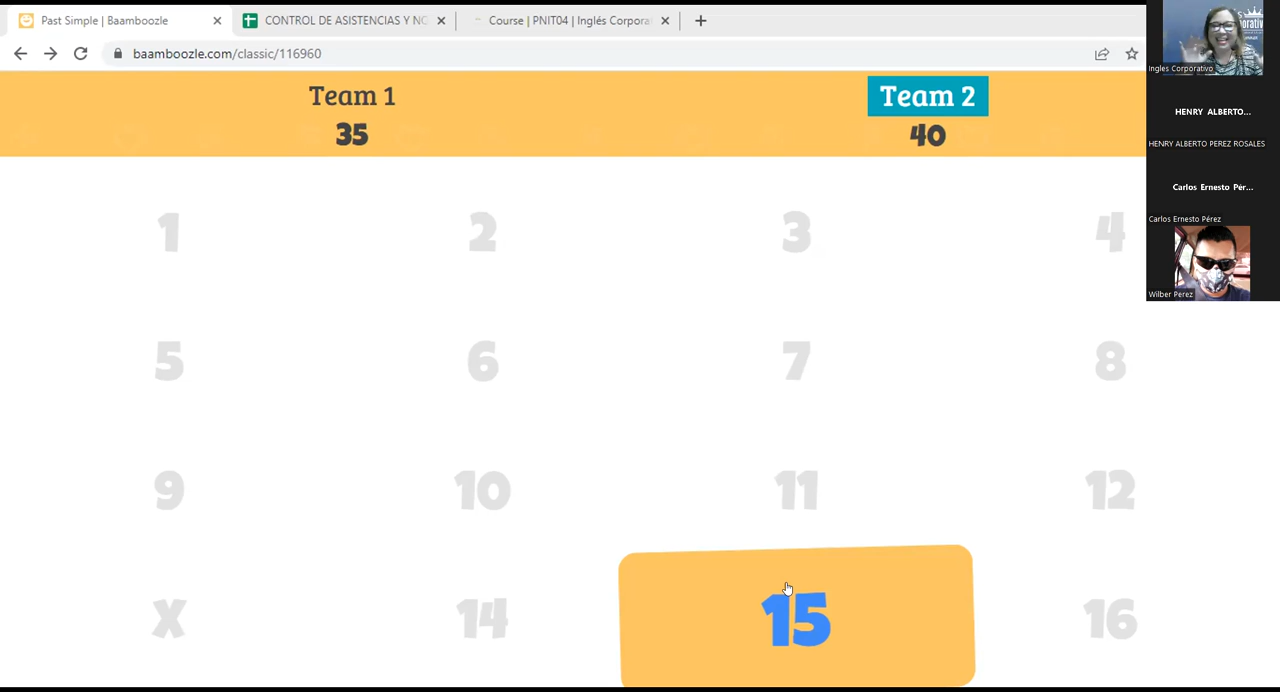 Past Simple | Baamboozle
CONTROL DE ASISTENCIAS Y NO
Course | PNIT04 | Inglés Corpora
baamboozle.com/classic/116960
Team 1
35
Team 2
40
1
2
3
4
5
6
7
8
9
10
11
12
X
14
15
16
Ingles Corporativo
HENRY ALBERTO...
HENRY ALBERTO PEREZ ROSALES
Carlos Ernesto Pér...
Carlos Ernesto Pérez
Wilber Perez